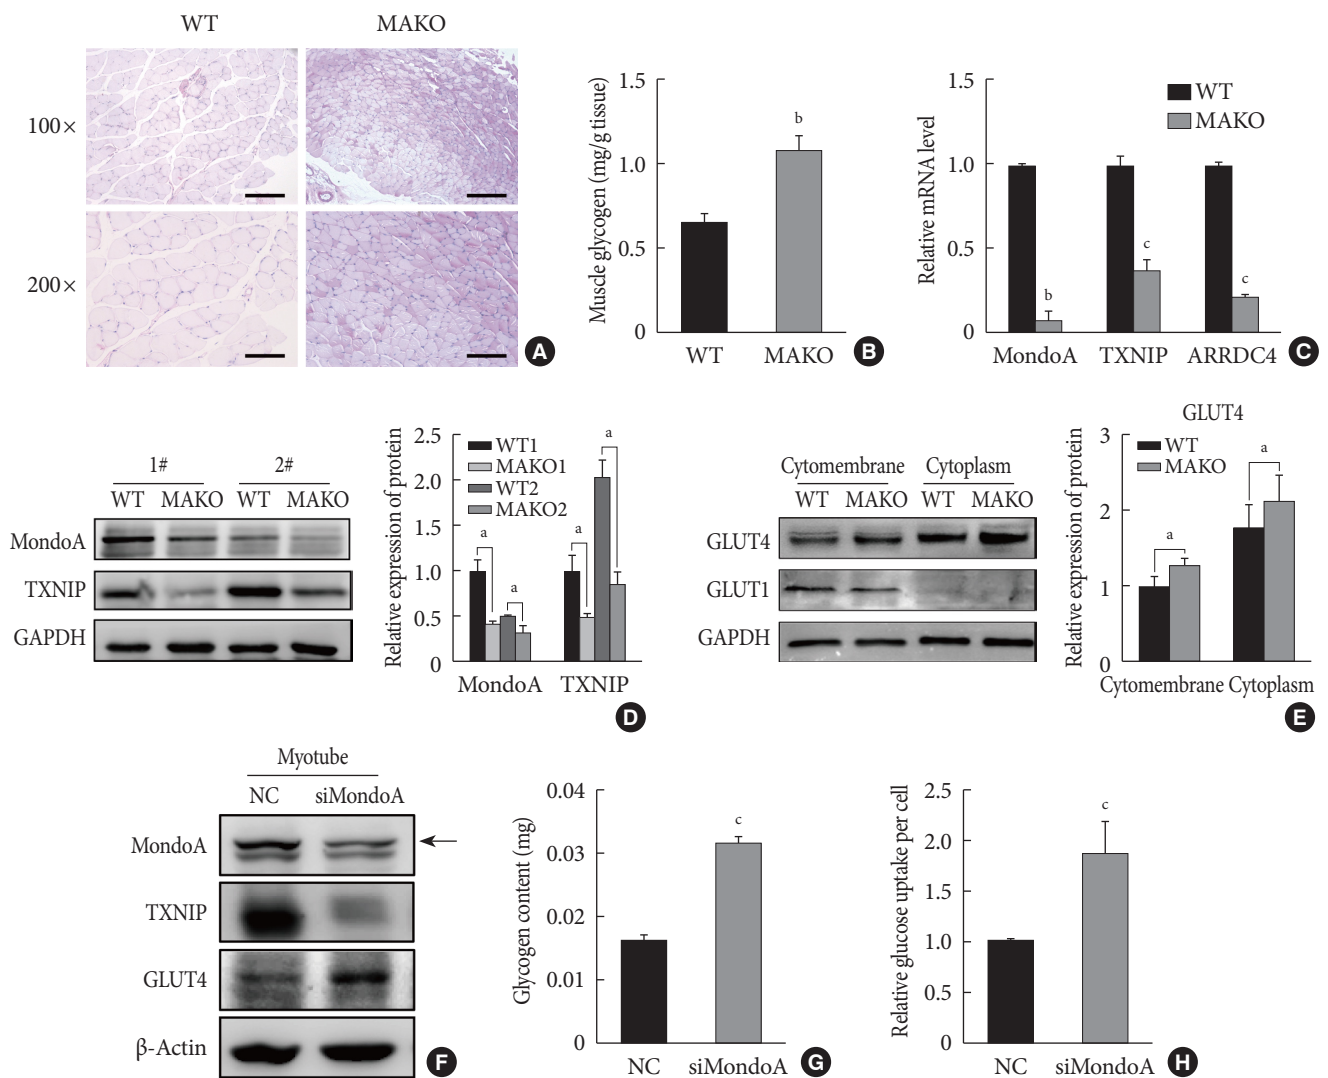 WT MAKO
100×
200×
A
Muscle glycogen (mg/g tissue)
1.5
1.0
0.5
0
b
WT MAKO
B
Relative mRNA level
1.5
1.0
0.5
0
WT
MAKO
b
c
c
MondoA TXNIP ARRDC4
C
1# 2#
WT MAKO WT MAKO
MondoA
TXNIP
GAPDH
Relative expression of protein
2.5
2.0
1.5
1.0
0.5
0
WT1
MAKO1
WT2
MAKO2
a
a
a
a
MondoA TXNIP
D
Cytomembrane Cytoplasm
WT MAKO WT MAKO
GLUT4
GLUT1
GAPDH
GLUT4
Relative expression of protein
3
2
1
0
WT
MAKO
a
a
Cytomembrane Cytoplasm
E
Myotube
NC siMondoA
MondoA
TXNIP
GLUT4
β-Actin
F
Glycogen content (mg)
0.04
0.03
0.02
0.01
0
c
NC siMondoA
G
Relative glucose uptake per cell
2.5
2.0
1.5
1.0
0.5
0
c
NC siMondoA
H